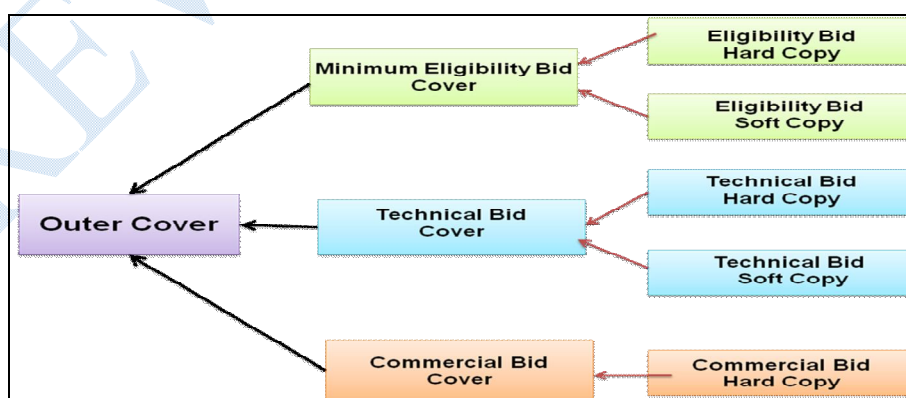 Eligibility Bid
Hard Copy
Minimum Eligibility Bid
Cover
Eligibility Bid
Soft Copy
Technical Bid
Hard Copy
Outer Cover
Technical Bid
Cover
Technical Bid
Soft Copy
Commercial Bid
Cover
Commercial Bid
Hard Copy